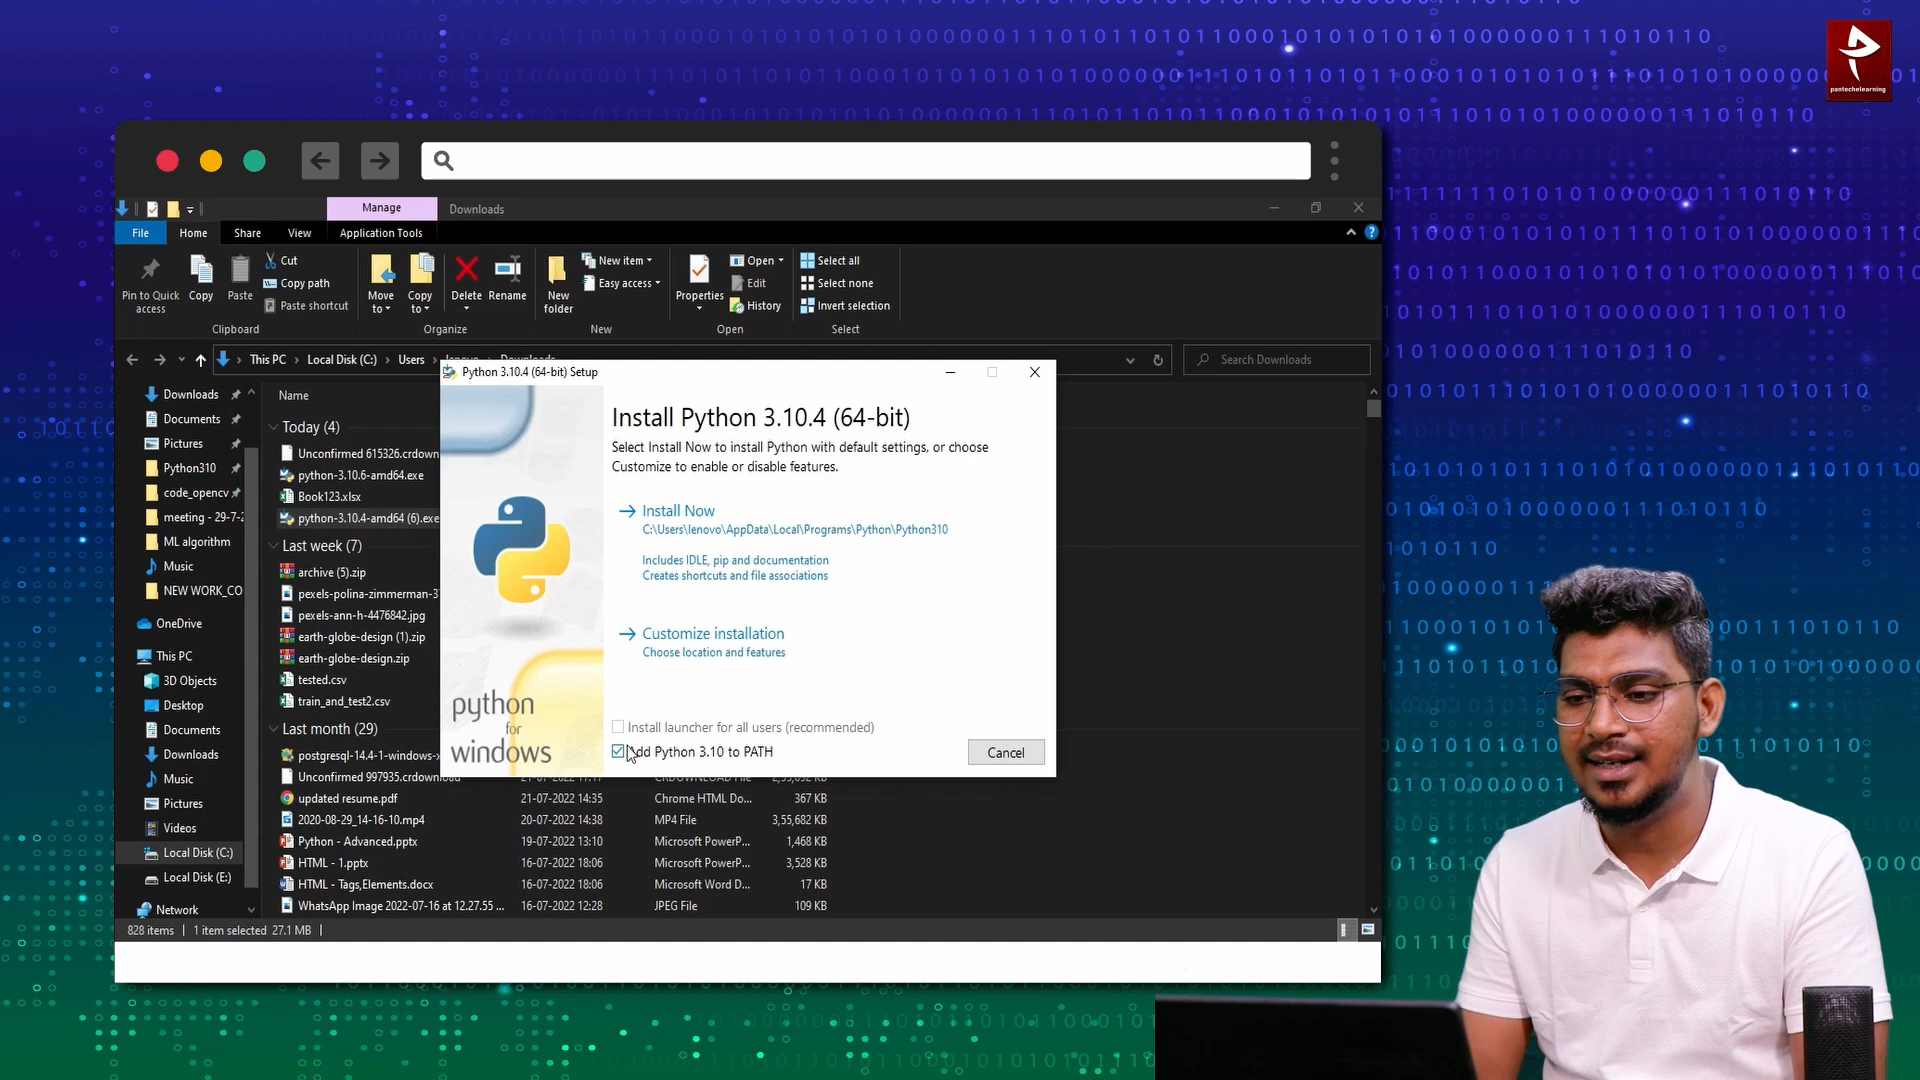 pantechelearning
Manage
Downloads
File
Home
Share
View
Application Tools
Pin to Quick access
Copy
Paste
Cut
Copy path
Paste shortcut
Clipboard
Move to
Copy to
Delete
Rename
Organize
New folder
New item
Easy access
New
Properties
Open
Edit
History
Open
Select all
Select none
Invert selection
Select
This PC > Local Disk (C:) > Users > lenovo > Downloads
Search Downloads
Downloads
Documents
Pictures
Python310
code_opencv
meeting - 29-7-2
ML algorithm
Music
NEW WORK_CO
OneDrive
This PC
3D Objects
Desktop
Documents
Downloads
Music
Pictures
Videos
Local Disk (C:)
Local Disk (E:)
Network
Name
Today (4)
Unconfirmed 615326.crdown
python-3.10.6-amd64.exe
Book123.xlsx
python-3.10.4-amd64 (6).exe
Last week (7)
archive (5).zip
pexels-polina-zimmerman-3
pexels-ann-h-4476842.jpg
earth-globe-design (1).zip
earth-globe-design.zip
tested.csv
train_and_test2.csv
Last month (29)
postgresql-14.4-1-windows-x
Unconfirmed 997935.crdownload
updated resume.pdf 21-07-2022 14:35 Chrome HTML Do... 367 KB
2020-08-29_14-16-10.mp4 20-07-2022 14:38 MP4 File 3,55,682 KB
Python - Advanced.pptx 19-07-2022 13:10 Microsoft PowerP... 1,468 KB
HTML - 1.pptx 16-07-2022 18:06 Microsoft PowerP... 3,528 KB
HTML - Tags,Elements.docx 16-07-2022 18:06 Microsoft Word D... 17 KB
WhatsApp Image 2022-07-16 at 12.27.55 ... 16-07-2022 12:28 JPEG File 109 KB
828 items | 1 item selected 27.1 MB |
Python 3.10.4 (64-bit) Setup
Install Python 3.10.4 (64-bit)
Select Install Now to install Python with default settings, or choose
Customize to enable or disable features.
Install Now
C:\Users\lenovo\AppData\Local\Programs\Python\Python310
Includes IDLE, pip and documentation
Creates shortcuts and file associations
Customize installation
Choose location and features
Install launcher for all users (recommended)
Add Python 3.10 to PATH
Cancel
python
for
windows